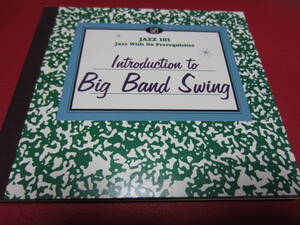 JAZZ 101
Jazz With No Prerequisites
Introduction to
Big Band Swing